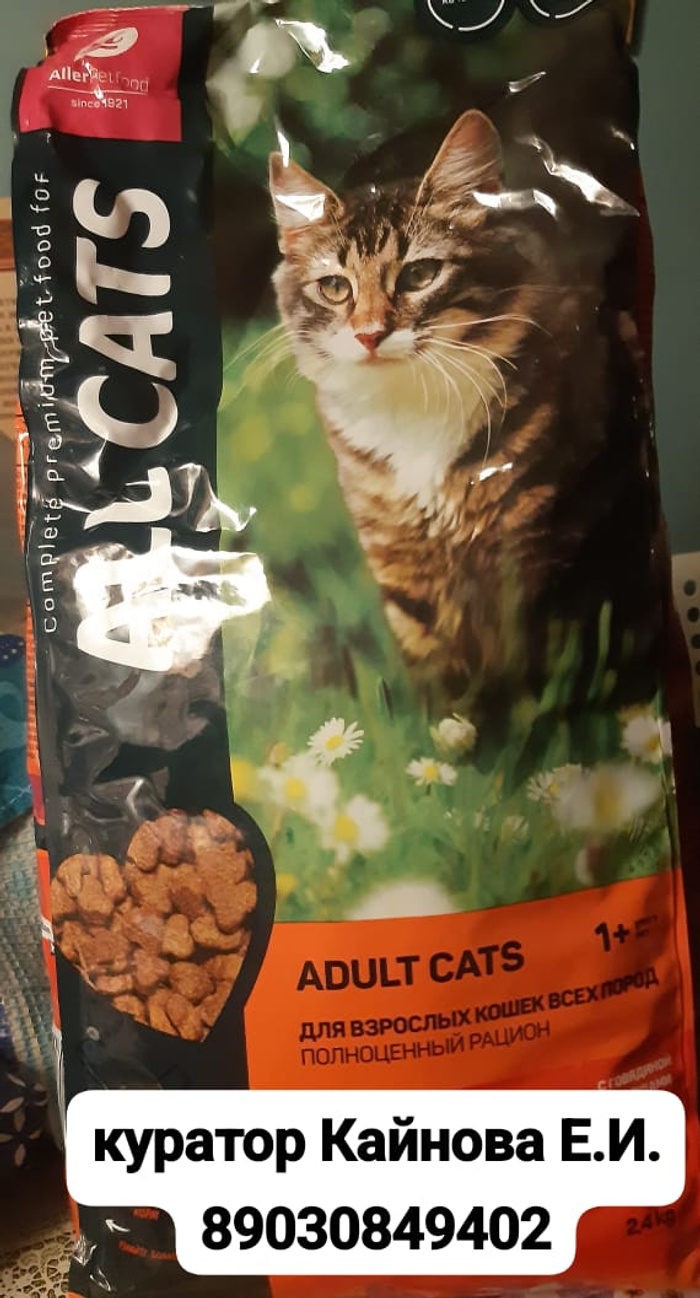 AllerPetfood
since 1921
complete premium pet food for
ALL CATS
ADULT CATS
1+
ДЛЯ ВЗРОСЛЫХ КОШЕК ВСЕХ ПОРОД
ПОЛНОЦЕННЫЙ РАЦИОН
С ГОВЯДИНОЙ
куратор Кайнова Е.И.
89030849402
2,4 kg